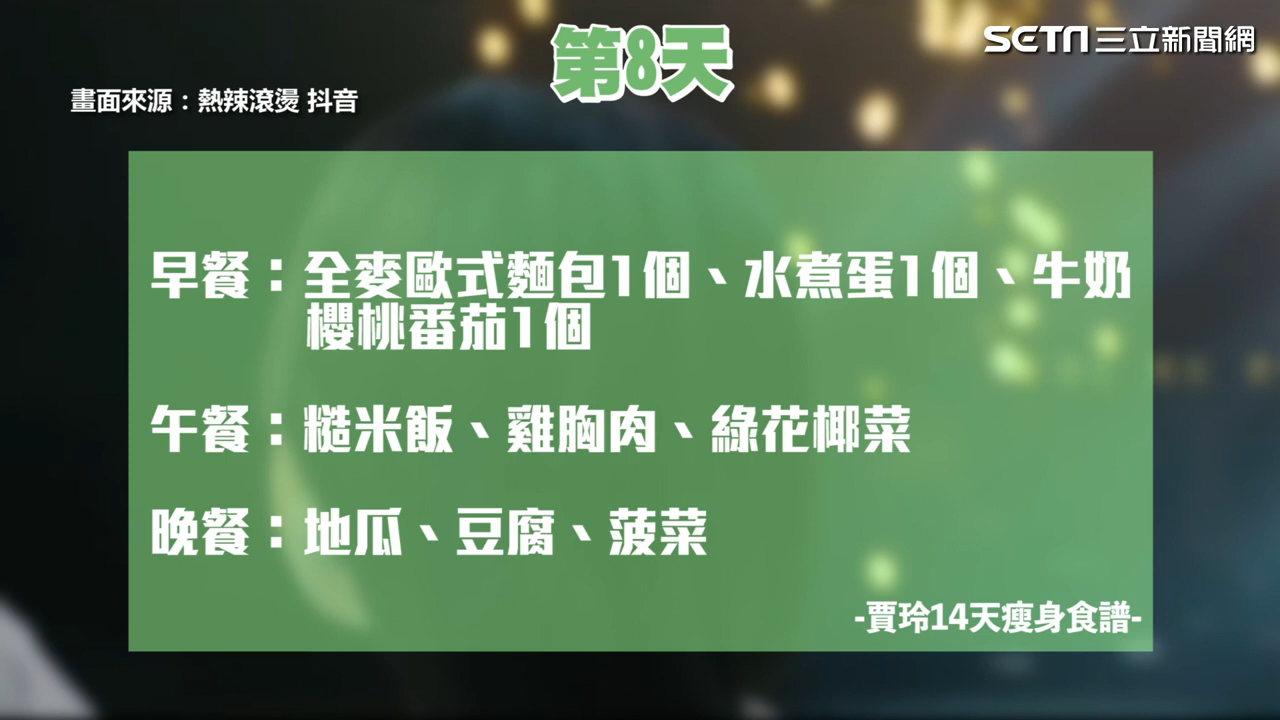 SETN三立新聞網
第8天
畫面來源：熱辣滾燙 抖音
早餐：全麥歐式麵包1個、水煮蛋1個、牛奶
櫻桃番茄1個
午餐：糙米飯、雞胸肉、綠花椰菜
晚餐：地瓜、豆腐、菠菜
-賈玲14天瘦身食譜-